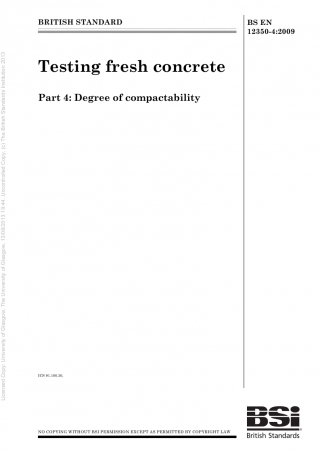 BRITISH STANDARD
BS EN
12350-4:2009
Testing fresh concrete
Part 4: Degree of compactability
Licensed Copy: The University of Glasgow, The University of Glasgow, 13/09/2013 13:44, Uncontrolled Copy, (c) The British Standards Institution 2013
ICS 91.100.30
NO COPYING WITHOUT BSI PERMISSION EXCEPT AS PERMITTED BY COPYRIGHT LAW
BSi
British Standards